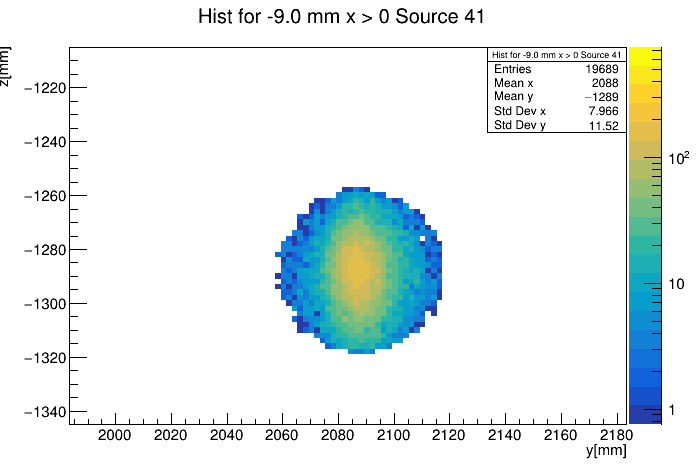 Hist for -9.0 mm x > 0 Source 41
z[mm]
Hist for -9.0 mm x > 0 Source 41
Entries 19689
Mean x 2088
Mean y −1289
Std Dev x 7.966
Std Dev y 11.52
−1220
−1240
−1260
−1280
−1300
−1320
−1340
10²
10
1
2000 2020 2040 2060 2080 2100 2120 2140 2160 2180
y[mm]